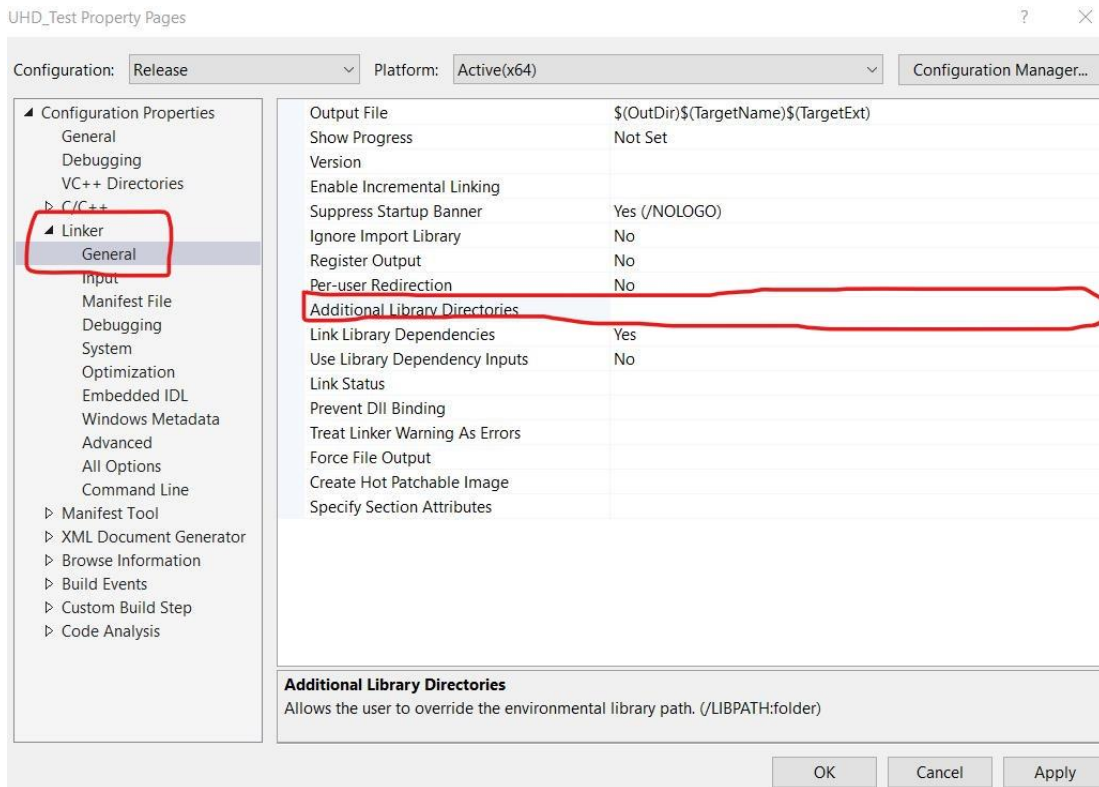 UHD_Test Property Pages
?
Configuration: Release Platform: Active(x64) Configuration Manager...
Configuration Properties
General
Debugging
VC++ Directories
C/C++
Linker
General
Input
Manifest File
Debugging
System
Optimization
Embedded IDL
Windows Metadata
Advanced
All Options
Command Line
Manifest Tool
XML Document Generator
Browse Information
Build Events
Custom Build Step
Code Analysis
Output File $(OutDir)$(TargetName)$(TargetExt)
Show Progress Not Set
Version
Enable Incremental Linking
Suppress Startup Banner Yes (/NOLOGO)
Ignore Import Library No
Register Output No
Per-user Redirection No
Additional Library Directories
Link Library Dependencies Yes
Use Library Dependency Inputs No
Link Status
Prevent Dll Binding
Treat Linker Warning As Errors
Force File Output
Create Hot Patchable Image
Specify Section Attributes
Additional Library Directories
Allows the user to override the environmental library path. (/LIBPATH:folder)
OK Cancel Apply